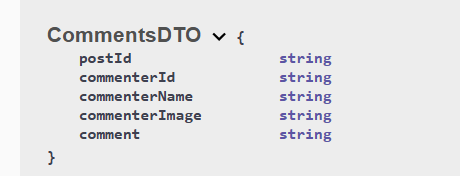 CommentsDTO {
postId string
commenterId string
commenterName string
commenterImage string
comment string
}